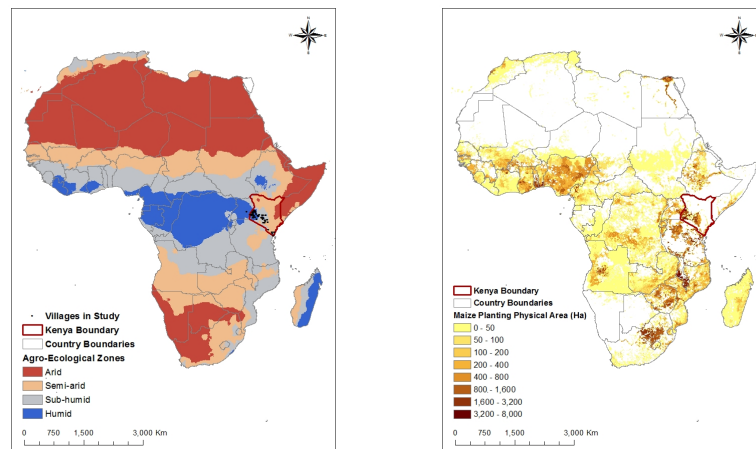 N
W E
S
Villages in Study
Kenya Boundary
Country Boundaries
Agro-Ecological Zones
Arid
Semi-arid
Sub-humid
Humid
0 750 1,500 3,000 Km
N
W E
S
Kenya Boundary
Country Boundaries
Maize Planting Physical Area (Ha)
0 - 50
50 - 100
100 - 200
200 - 400
400 - 800
800 - 1,600
1,600 - 3,200
3,200 - 8,000
0 750 1,500 3,000 Km